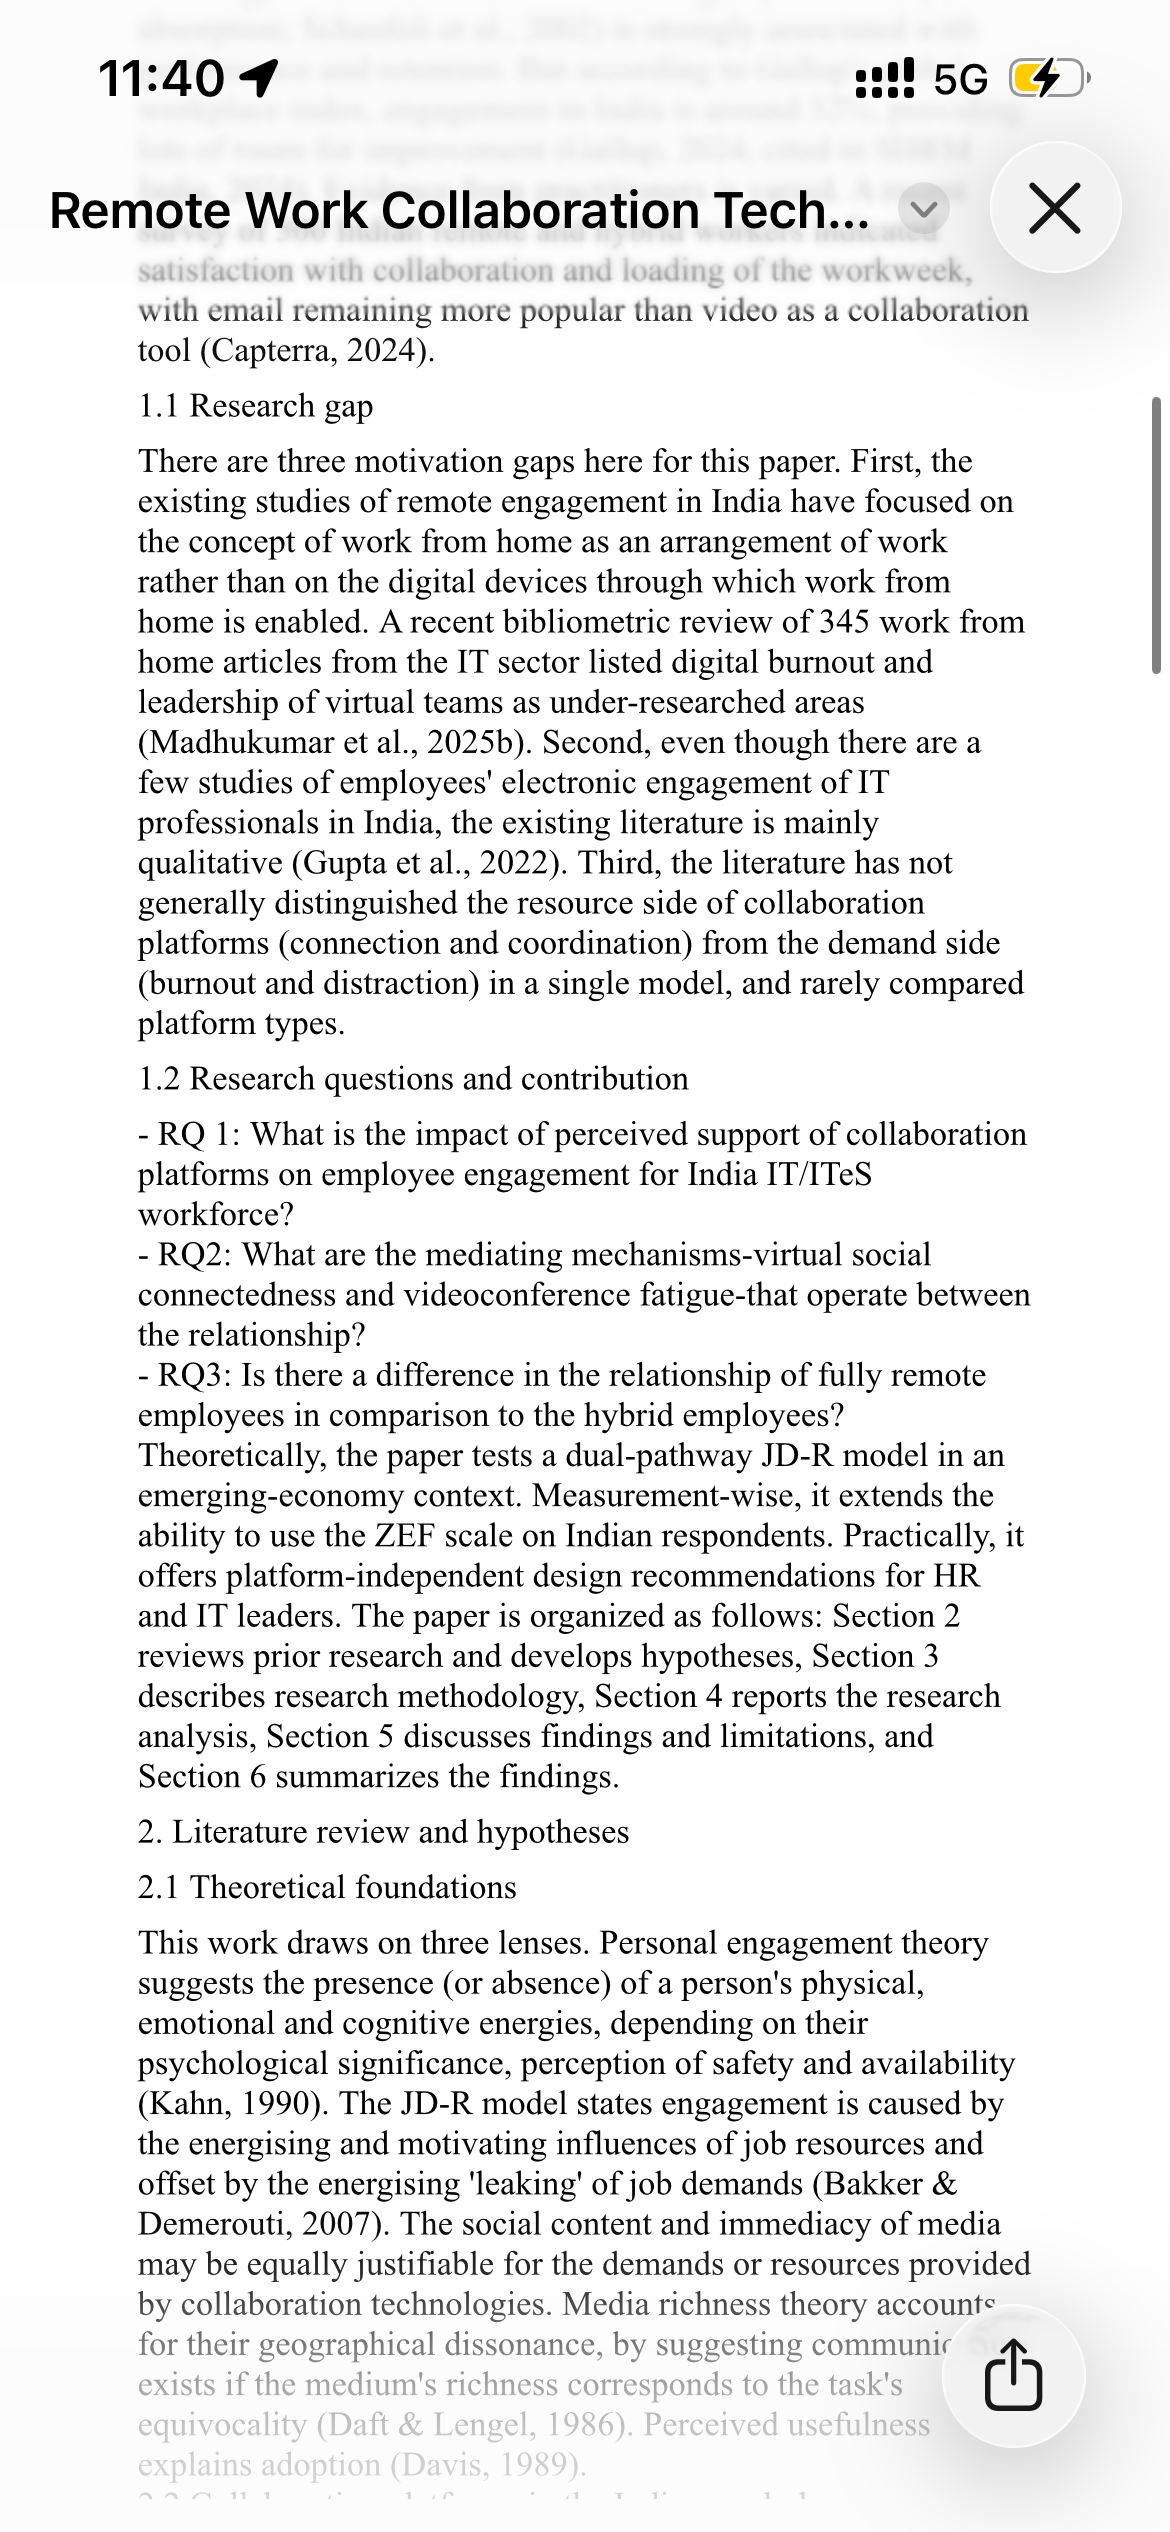 11:40
5G
Remote Work Collaboration Tech...
satisfaction with collaboration and loading of the workweek,
with email remaining more popular than video as a collaboration
tool (Capterra, 2024).
1.1 Research gap
There are three motivation gaps here for this paper. First, the
existing studies of remote engagement in India have focused on
the concept of work from home as an arrangement of work
rather than on the digital devices through which work from
home is enabled. A recent bibliometric review of 345 work from
home articles from the IT sector listed digital burnout and
leadership of virtual teams as under-researched areas
(Madhukumar et al., 2025b). Second, even though there are a
few studies of employees' electronic engagement of IT
professionals in India, the existing literature is mainly
qualitative (Gupta et al., 2022). Third, the literature has not
generally distinguished the resource side of collaboration
platforms (connection and coordination) from the demand side
(burnout and distraction) in a single model, and rarely compared
platform types.
1.2 Research questions and contribution
- RQ 1: What is the impact of perceived support of collaboration
platforms on employee engagement for India IT/ITeS
workforce?
- RQ2: What are the mediating mechanisms-virtual social
connectedness and videoconference fatigue-that operate between
the relationship?
- RQ3: Is there a difference in the relationship of fully remote
employees in comparison to the hybrid employees?
Theoretically, the paper tests a dual-pathway JD-R model in an
emerging-economy context. Measurement-wise, it extends the
ability to use the ZEF scale on Indian respondents. Practically, it
offers platform-independent design recommendations for HR
and IT leaders. The paper is organized as follows: Section 2
reviews prior research and develops hypotheses, Section 3
describes research methodology, Section 4 reports the research
analysis, Section 5 discusses findings and limitations, and
Section 6 summarizes the findings.
2. Literature review and hypotheses
2.1 Theoretical foundations
This work draws on three lenses. Personal engagement theory
suggests the presence (or absence) of a person's physical,
emotional and cognitive energies, depending on their
psychological significance, perception of safety and availability
(Kahn, 1990). The JD-R model states engagement is caused by
the energising and motivating influences of job resources and
offset by the energising 'leaking' of job demands (Bakker &
Demerouti, 2007). The social content and immediacy of media
may be equally justifiable for the demands or resources provided
by collaboration technologies. Media richness theory accounts
for their geographical dissonance, by suggesting
exists if the medium's richness corresponds to the task's
equivocality (Daft & Lengel, 1986). Perceived usefulness
explains adoption (Davis, 1989).